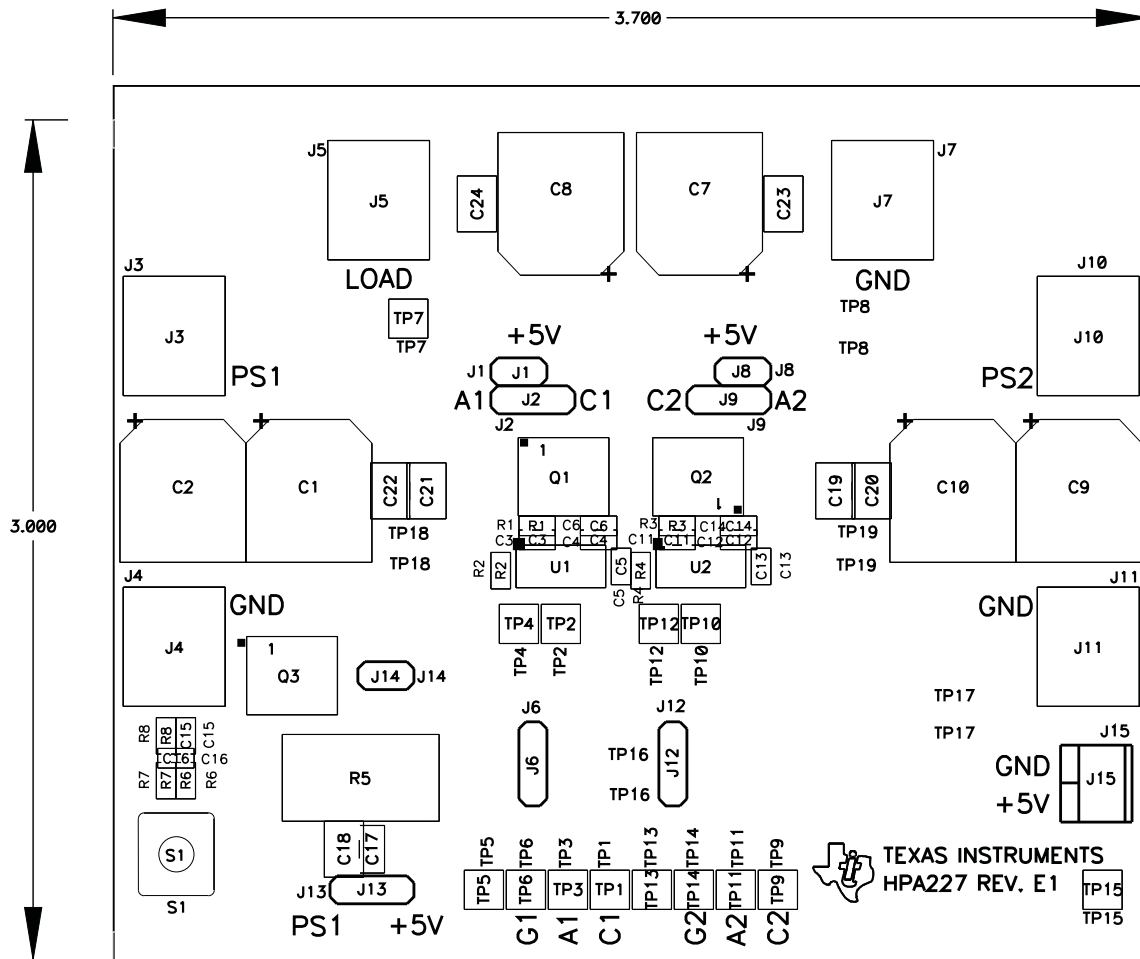 3.700
J5
J5
C24
C8
C7
C23
J7
J7
LOAD
GND
J3
J3
PS1
TP7
TP7
TP8
TP8
J10
J10
PS2
+5V
+5V
J1
J1
J8
J8
A1
J2
C1
C2
J9
A2
J2
J9
C2
C1
C22
C21
TP18
TP18
1
Q1
Q2
1
C19
C20
TP19
TP19
C10
C9
3.000
R1
R1
C6
C6
R3
R3
C14
C14
C3
C3
C4
C4
C11
C11
C12
C12
R2
R2
U1
C5
C5
R4
R4
U2
C13
C13
J4
J4
GND
GND
J11
J11
TP4
TP2
TP12
TP10
TP4
TP2
TP12
TP10
1
Q3
J14
J14
TP17
TP17
R8
R8
C15
C15
C16
C16
R7
R7
R6
R6
R5
J6
J6
J12
J12
TP16
TP16
J15
GND
J15
+5V
S1
S1
C18
C17
J13
J13
PS1
+5V
TP5
TP6
TP3
TP1
TP13
TP14
TP11
TP9
TP5
TP6
TP3
TP1
TP13
TP14
TP11
TP9
G1
A1
C1
G2
A2
C2
TEXAS INSTRUMENTS
HPA227 REV. E1
TP15
TP15